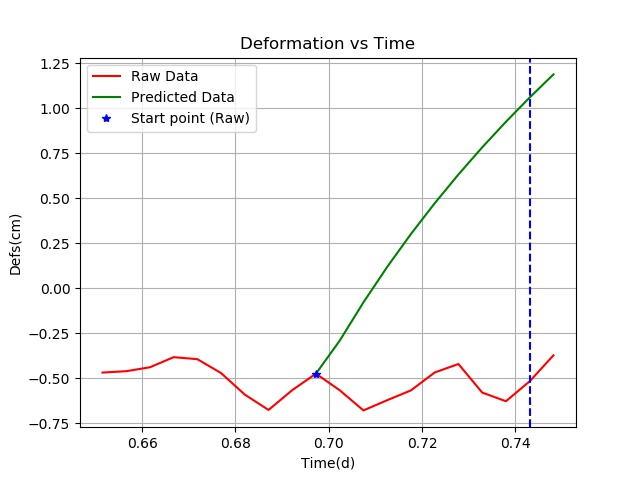 Deformation vs Time
Raw Data
Predicted Data
Start point (Raw)
1.25
1.00
0.75
0.50
0.25
0.00
−0.25
−0.50
−0.75
Defs(cm)
0.66
0.68
0.70
0.72
0.74
Time(d)